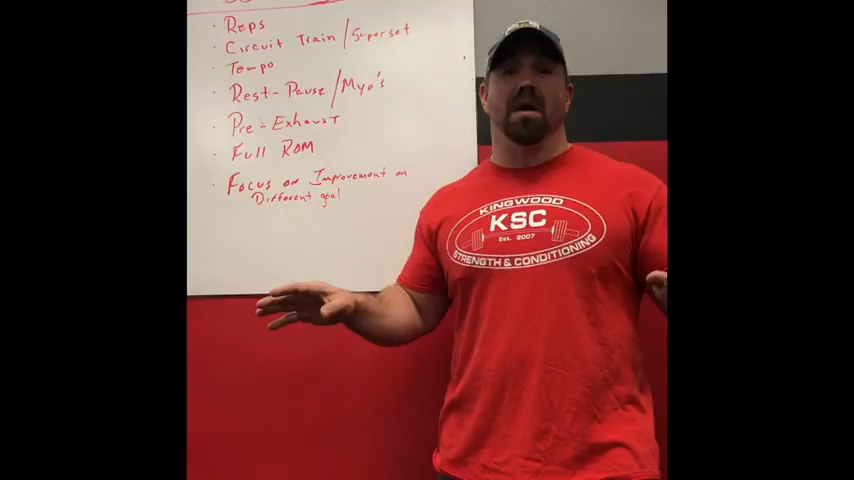 · Reps
· Circuit Train / Superset
· Tempo
· Rest-Pause / Myo's
· Pre-Exhaust
· Full ROM
· Focus on Improvement on
Different goal
KINGWOOD
KSC
EST. 2007
STRENGTH & CONDITIONING